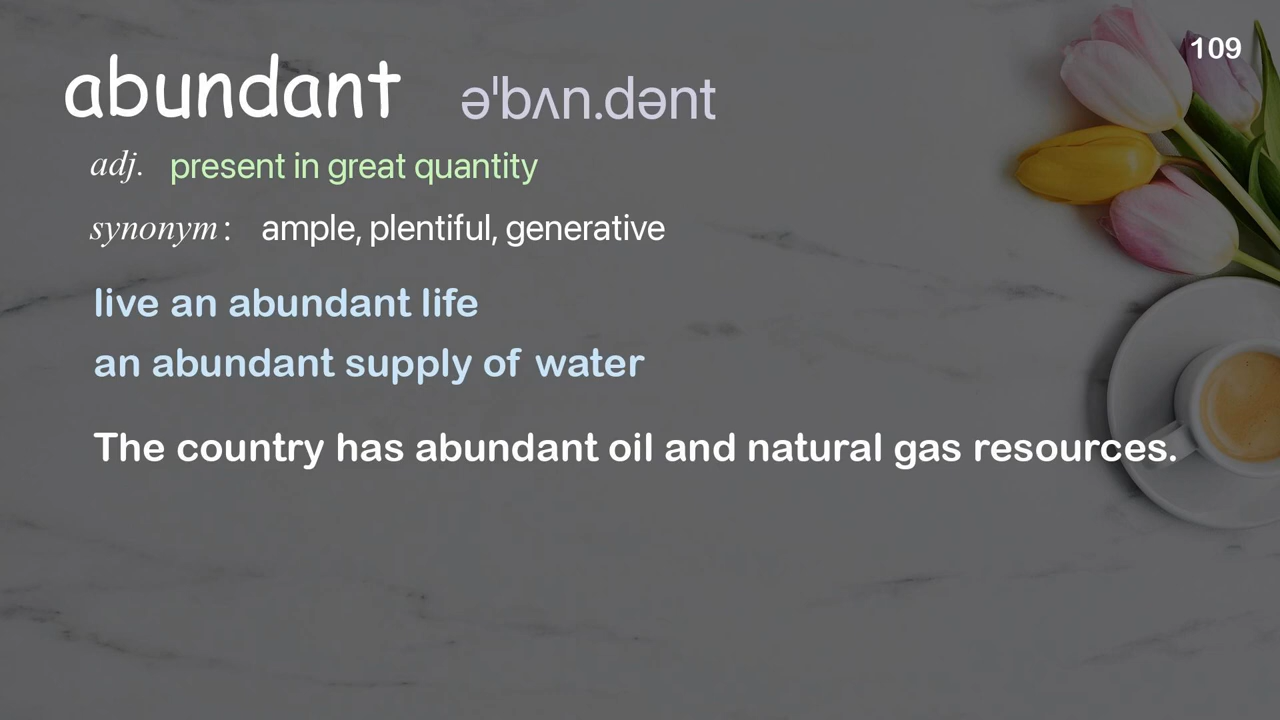 109
abundant ə'bʌn.dənt
adj. present in great quantity
synonym: ample, plentiful, generative
live an abundant life
an abundant supply of water
The country has abundant oil and natural gas resources.